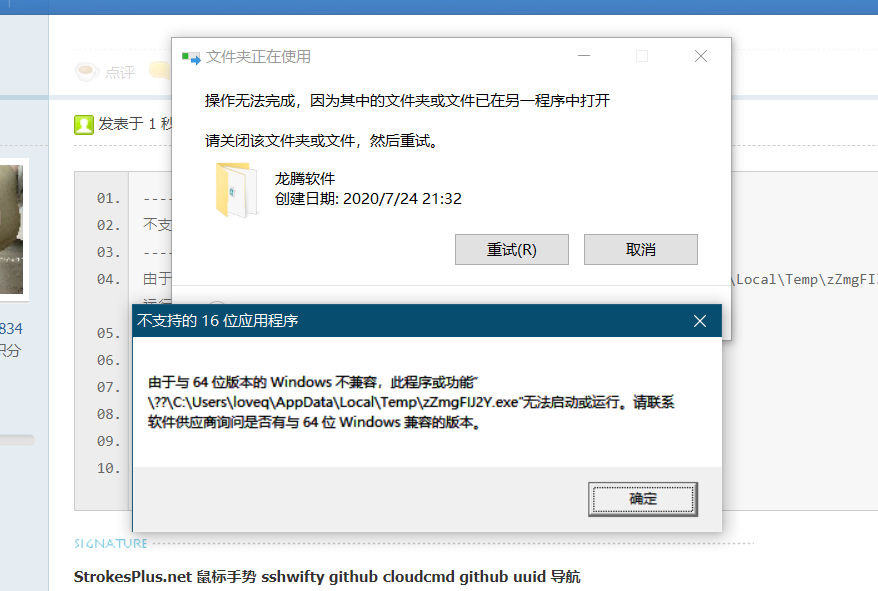 文件夹正在使用
操作无法完成，因为其中的文件夹或文件已在另一程序中打开
请关闭该文件夹或文件，然后重试。
龙腾软件
创建日期: 2020/7/24 21:32
重试(R)
取消
点评
发表于 1 秒
01. ----
02. 不支
03. ----
04. 由于
\Local\Temp\zZmgFI
05.
06.
07.
08.
09.
10.
834
积分
不支持的 16 位应用程序
由于与 64 位版本的 Windows 不兼容，此程序或功能"
\??\C:\Users\loveq\AppData\Local\Temp\zZmgFIJ2Y.exe"无法启动或运行。请联系
软件供应商询问是否有与 64 位 Windows 兼容的版本。
确定
SIGNATURE
StrokesPlus.net 鼠标手势 sshwifty github cloudcmd github uuid 导航